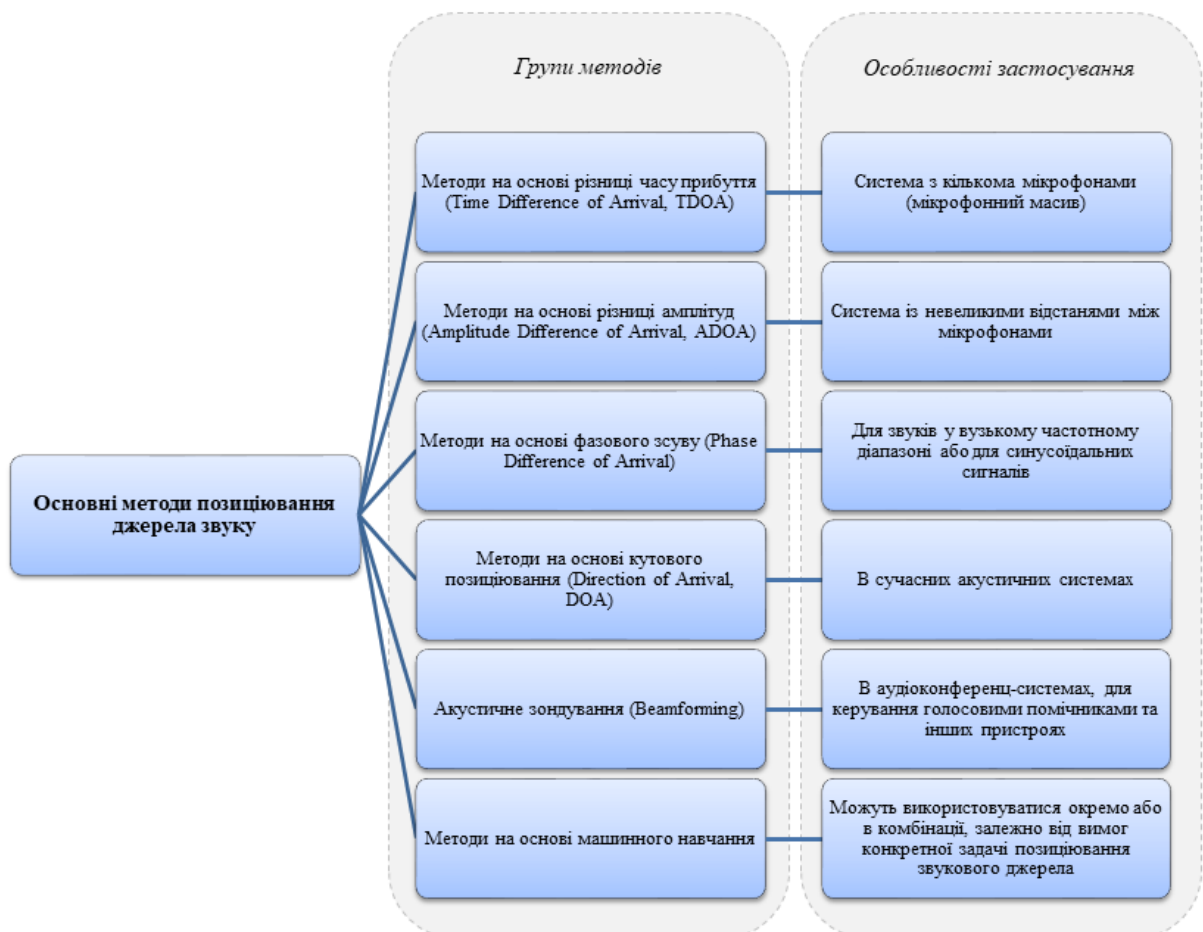 Групи методів
Особливості застосування
Основні методи позиціювання
джерела звуку
Методи на основі різниці часу прибуття
(Time Difference of Arrival, TDOA)
Система з кількома мікрофонами
(мікрофонний масив)
Методи на основі різниці амплітуд
(Amplitude Difference of Arrival, ADOA)
Система із невеликими відстанями між
мікрофонами
Методи на основі фазового зсуву (Phase
Difference of Arrival)
Для звуків у вузькому частотному
діапазоні або для синусоїдальних
сигналів
Методи на основі кутового
позиціювання (Direction of Arrival,
DOA)
В сучасних акустичних системах
Акустичне зондування (Beamforming)
В аудіоконференц-системах, для
керування голосовими помічниками та
інших пристроях
Методи на основі машинного навчання
Можуть використовуватися окремо або
в комбінації, залежно від вимог
конкретної задачі позиціювання
звукового джерела